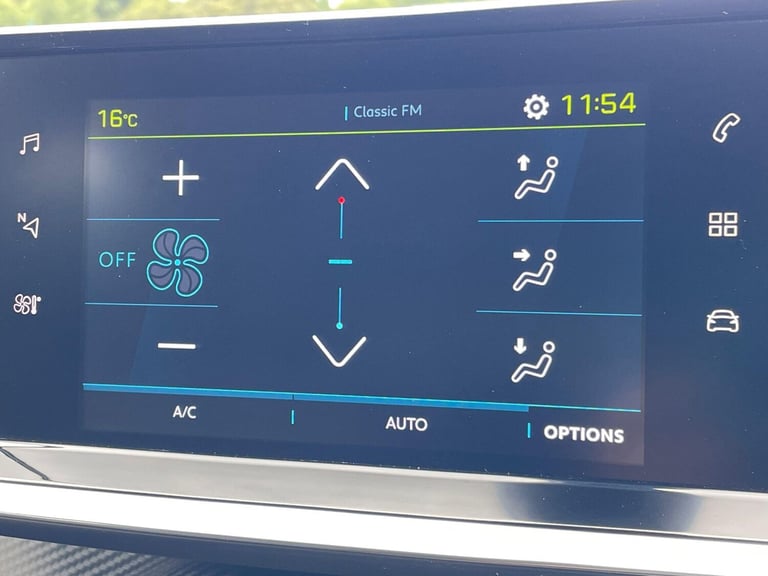 16°C
Classic FM
11:54
N
OFF
A/C
AUTO
OPTIONS